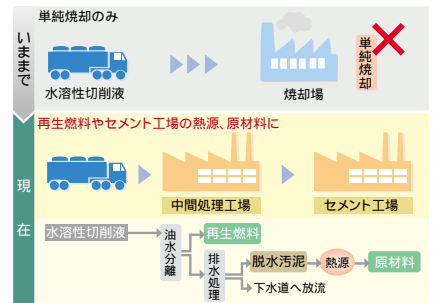 いままで
単純焼却のみ
水溶性切削液
焼却場
単純焼却
現在
再生燃料やセメント工場の熱源、原材料に
中間処理工場
セメント工場
水溶性切削液
油水分離
再生燃料
排水処理
脱水汚泥
熱源
原材料
下水道へ放流